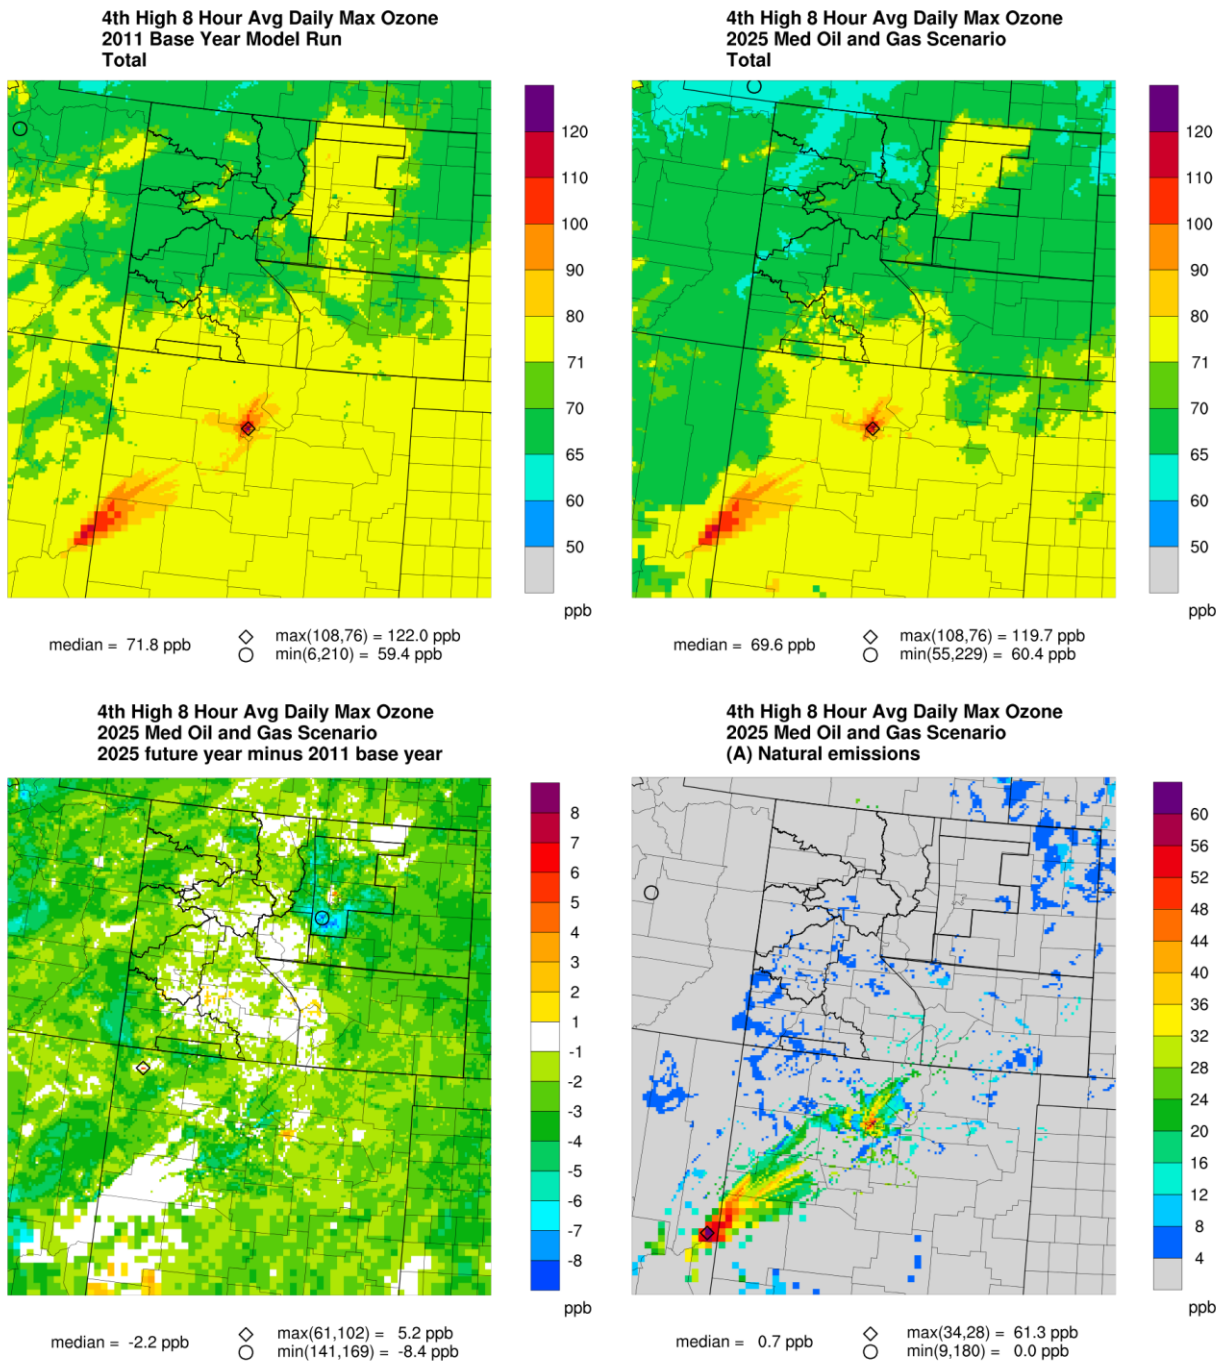 4th High 8 Hour Avg Daily Max Ozone
2011 Base Year Model Run
Total
120
110
100
90
80
71
70
65
60
50
ppb
median = 71.8 ppb
max(108,76) = 122.0 ppb
min(6,210) = 59.4 ppb
4th High 8 Hour Avg Daily Max Ozone
2025 Med Oil and Gas Scenario
Total
120
110
100
90
80
71
70
65
60
50
ppb
median = 69.6 ppb
max(108,76) = 119.7 ppb
min(55,229) = 60.4 ppb
4th High 8 Hour Avg Daily Max Ozone
2025 Med Oil and Gas Scenario
2025 future year minus 2011 base year
8
7
6
5
4
3
2
1
-1
-2
-3
-4
-5
-6
-7
-8
ppb
median = -2.2 ppb
max(61,102) = 5.2 ppb
min(141,169) = -8.4 ppb
4th High 8 Hour Avg Daily Max Ozone
2025 Med Oil and Gas Scenario
(A) Natural emissions
60
56
52
48
44
40
36
32
28
24
20
16
12
8
4
ppb
median = 0.7 ppb
max(34,28) = 61.3 ppb
min(9,180) = 0.0 ppb